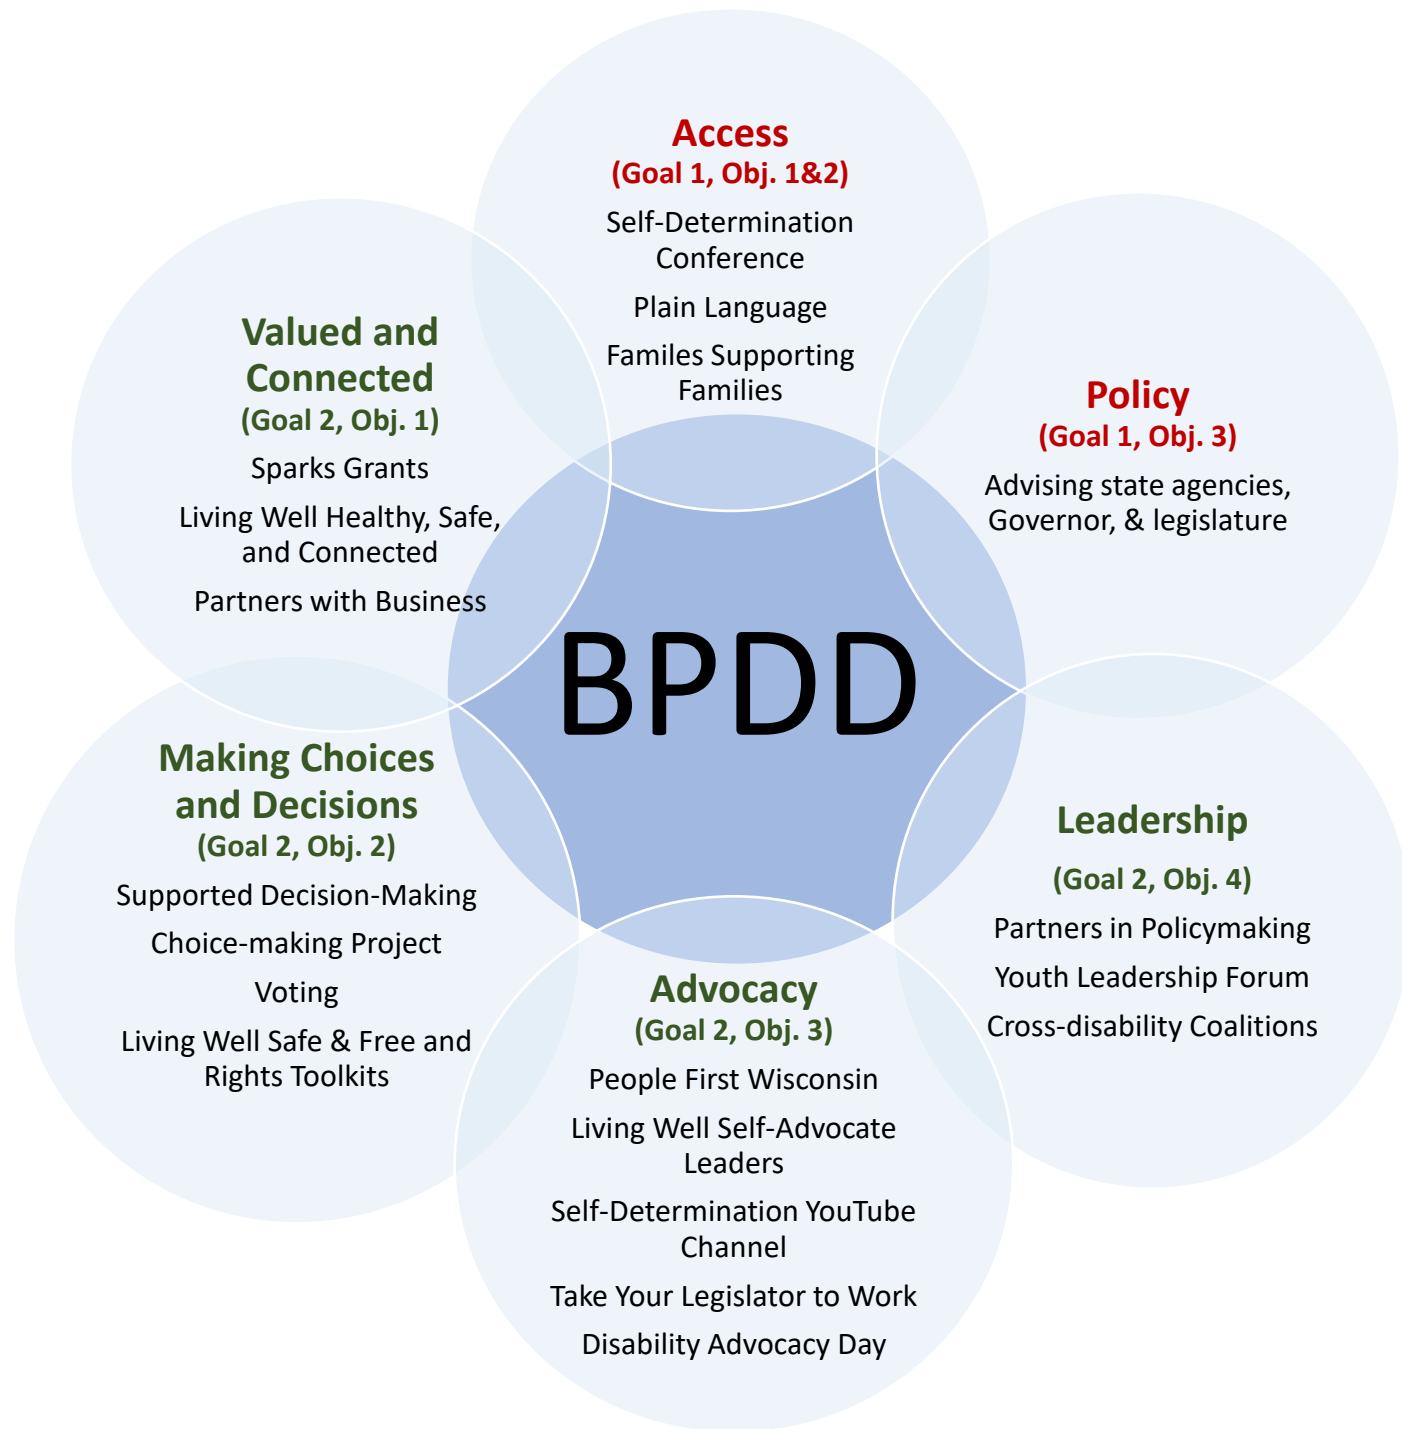 Access
(Goal 1, Obj. 1&2)
Self-Determination
Conference
Plain Language
Familes Supporting
Families
Policy
(Goal 1, Obj. 3)
Advising state agencies,
Governor, & legislature
Leadership
(Goal 2, Obj. 4)
Partners in Policymaking
Youth Leadership Forum
Cross-disability Coalitions
Advocacy
(Goal 2, Obj. 3)
People First Wisconsin
Living Well Self-Advocate
Leaders
Self-Determination YouTube
Channel
Take Your Legislator to Work
Disability Advocacy Day
Making Choices
and Decisions
(Goal 2, Obj. 2)
Supported Decision-Making
Choice-making Project
Voting
Living Well Safe & Free and
Rights Toolkits
Valued and
Connected
(Goal 2, Obj. 1)
Sparks Grants
Living Well Healthy, Safe,
and Connected
Partners with Business
BPDD